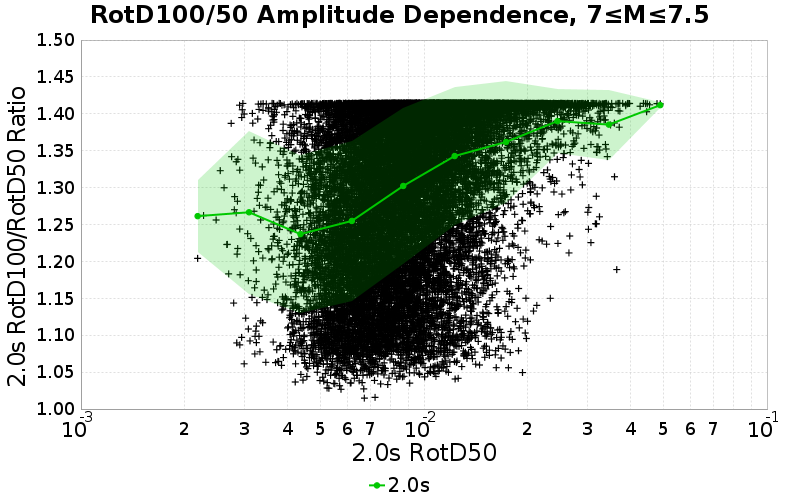 RotD100/50 Amplitude Dependence, 7≤M≤7.5
2.0s RotD100/RotD50 Ratio
1.50
1.45
1.40
1.35
1.30
1.25
1.20
1.15
1.10
1.05
1.00
10-3 2 3 4 5 6 7 10-2 2 3 4 5 6 7 10-1
2.0s RotD50
2.0s